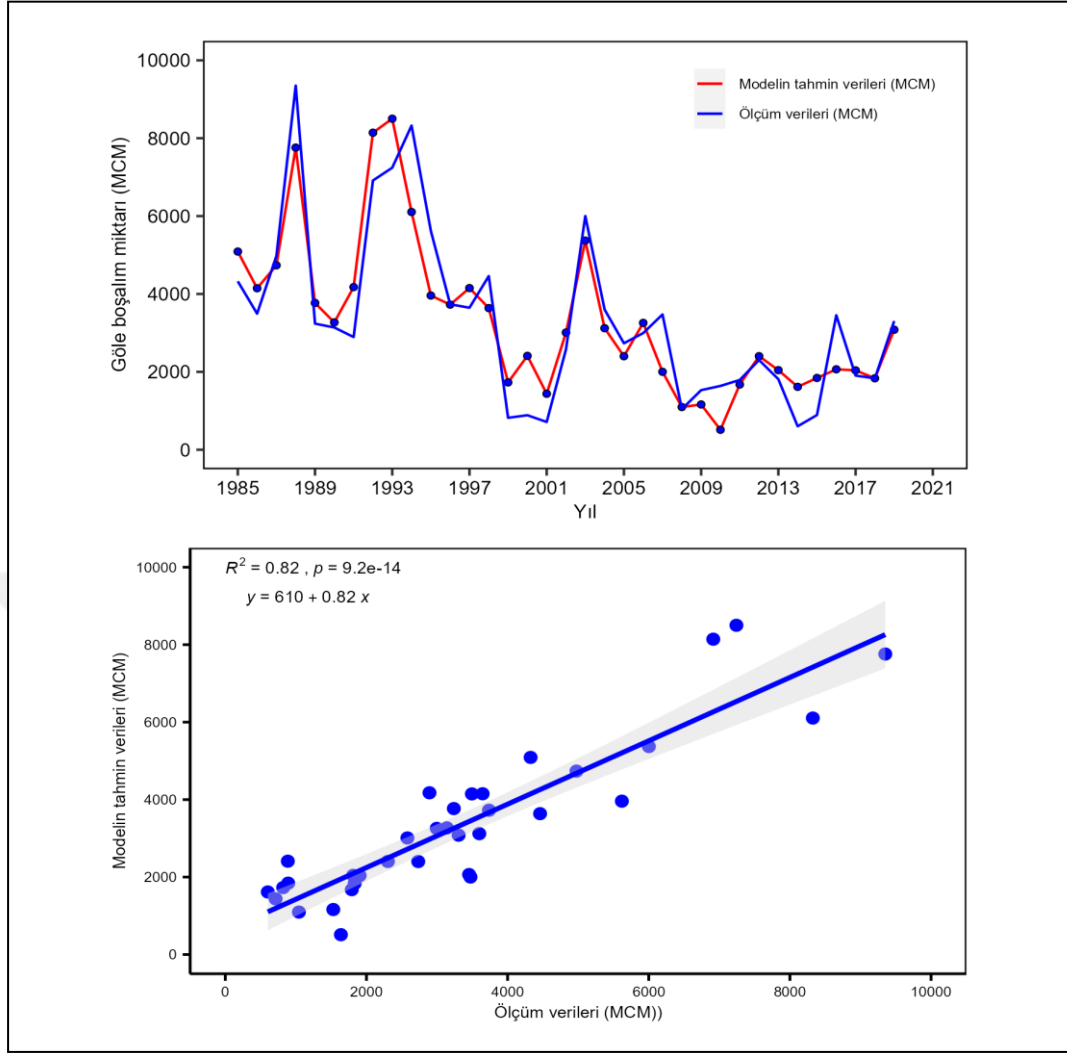 10000
8000
6000
4000
2000
0
Göle boşalım miktarı (MCM)
Modelin tahmin verileri (MCM)
Ölçüm verileri (MCM)
1985 1989 1993 1997 2001 2005 2009 2013 2017 2021
Yıl
R² = 0.82 , p = 9.2e-14
y = 610 + 0.82 x
10000
8000
6000
4000
2000
0
Modelin tahmin verileri (MCM)
0 2000 4000 6000 8000 10000
Ölçüm verileri (MCM))